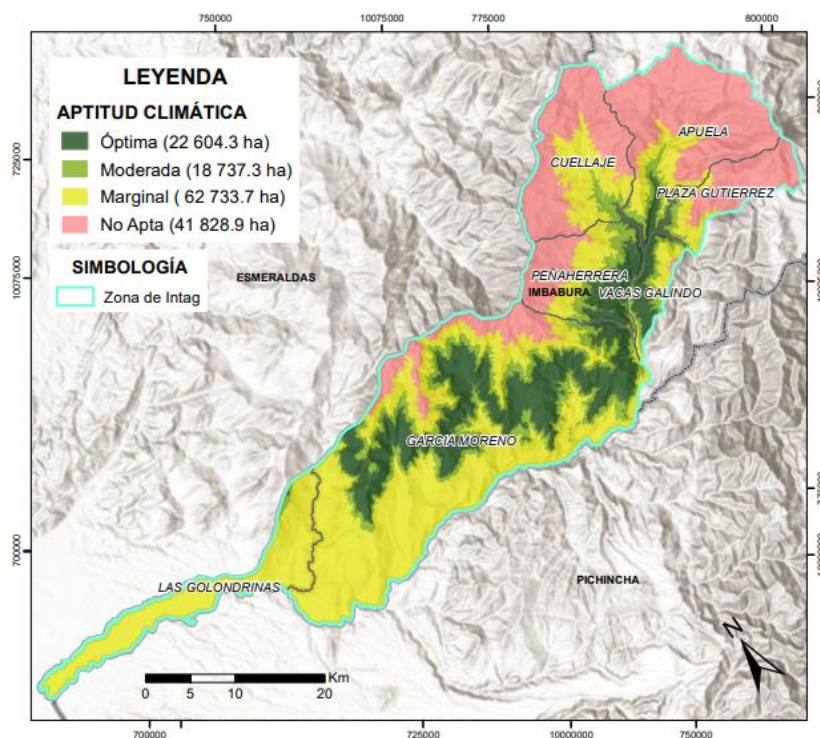 750000
10075000
775000
800000
LEYENDA
APTITUD CLIMÁTICA
Óptima (22 604.3 ha)
Moderada (18 737.3 ha)
Marginal ( 62 733.7 ha)
No Apta (41 828.9 ha)
SIMBOLOGÍA
Zona de Intag
725000
10075000
700000
APUELA
CUELLAJE
PLAZA GUTIERREZ
ESMERALDAS
PEÑAHERRERA
IMBABURA
VACAS GALINDO
GARCÍA MORENO
LAS GOLONDRINAS
PICHINCHA
N
Km
0 5 10 20
700000
725000
10000000
750000